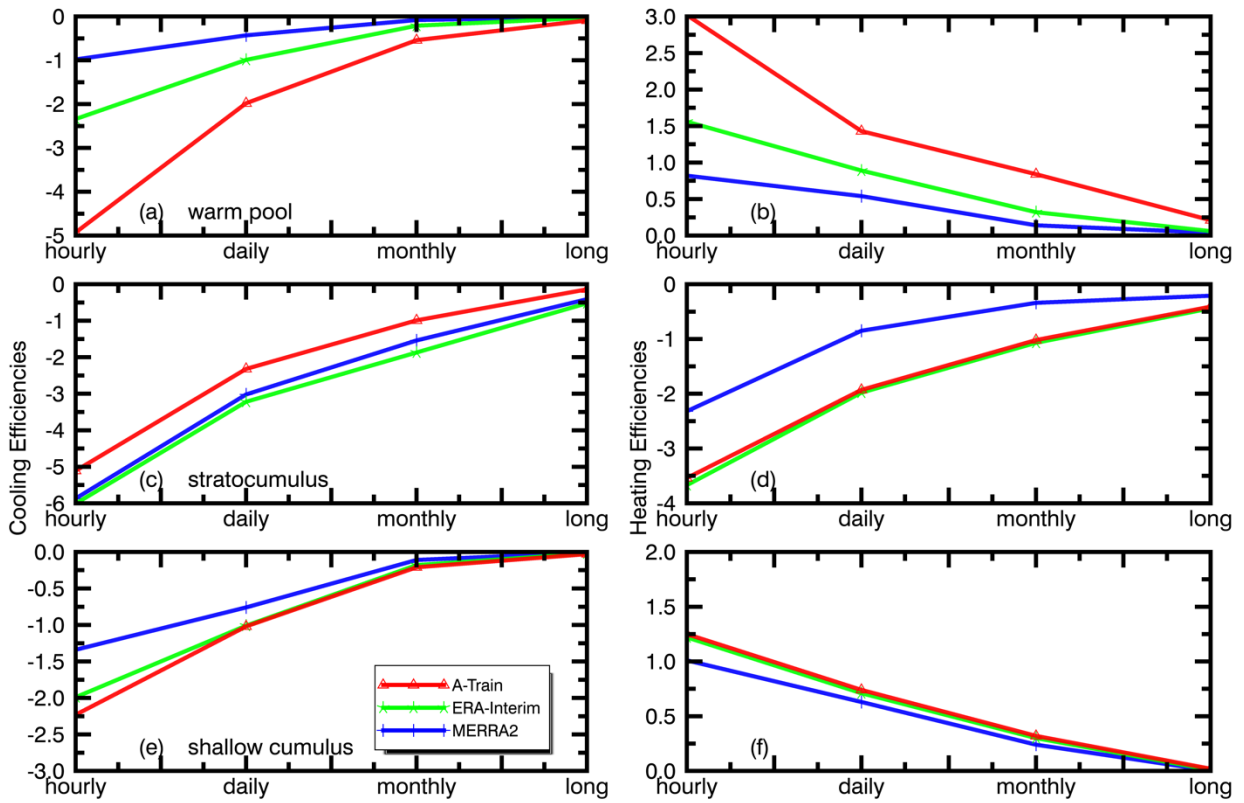 Cooling Efficiencies
0
-1
-2
-3
-4
-5
(a) warm pool
hourly daily monthly long
Heating Efficiencies
3.0
2.5
2.0
1.5
1.0
0.5
0.0
(b)
hourly daily monthly long
0
-1
-2
-3
-4
-5
-6
(c) stratocumulus
hourly daily monthly long
0
-1
-2
-3
-4
(d)
hourly daily monthly long
0.0
-0.5
-1.0
-1.5
-2.0
-2.5
-3.0
(e) shallow cumulus
A-Train
ERA-Interim
MERRA2
hourly daily monthly long
2.0
1.5
1.0
0.5
0.0
(f)
hourly daily monthly long